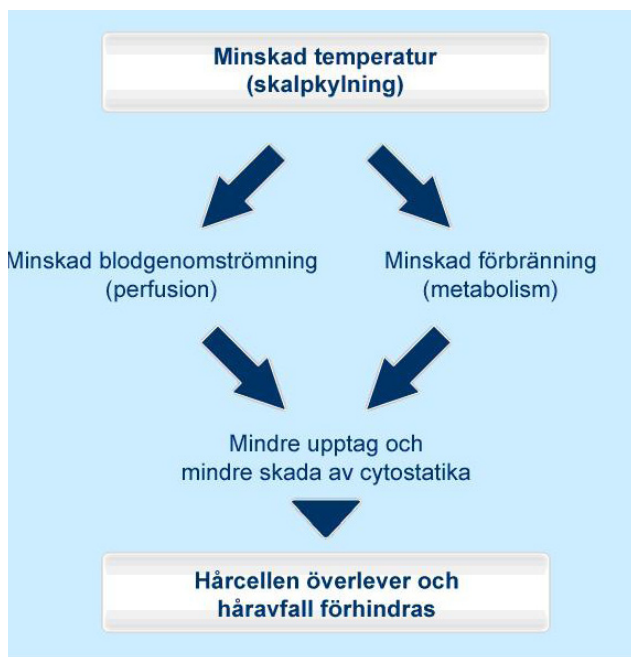 Minskad temperatur
(skalpkylning)
Minskad blodgenomströmning
(perfusion)
Minskad förbränning
(metabolism)
Mindre upptag och
mindre skada av cytostatika
Hårcellen överlever och
håravfall förhindras